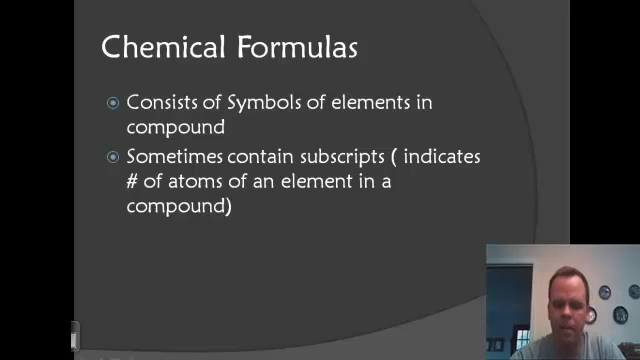 Chemical Formulas
Consists of Symbols of elements in
compound
Sometimes contain subscripts ( indicates
# of atoms of an element in a
compound)